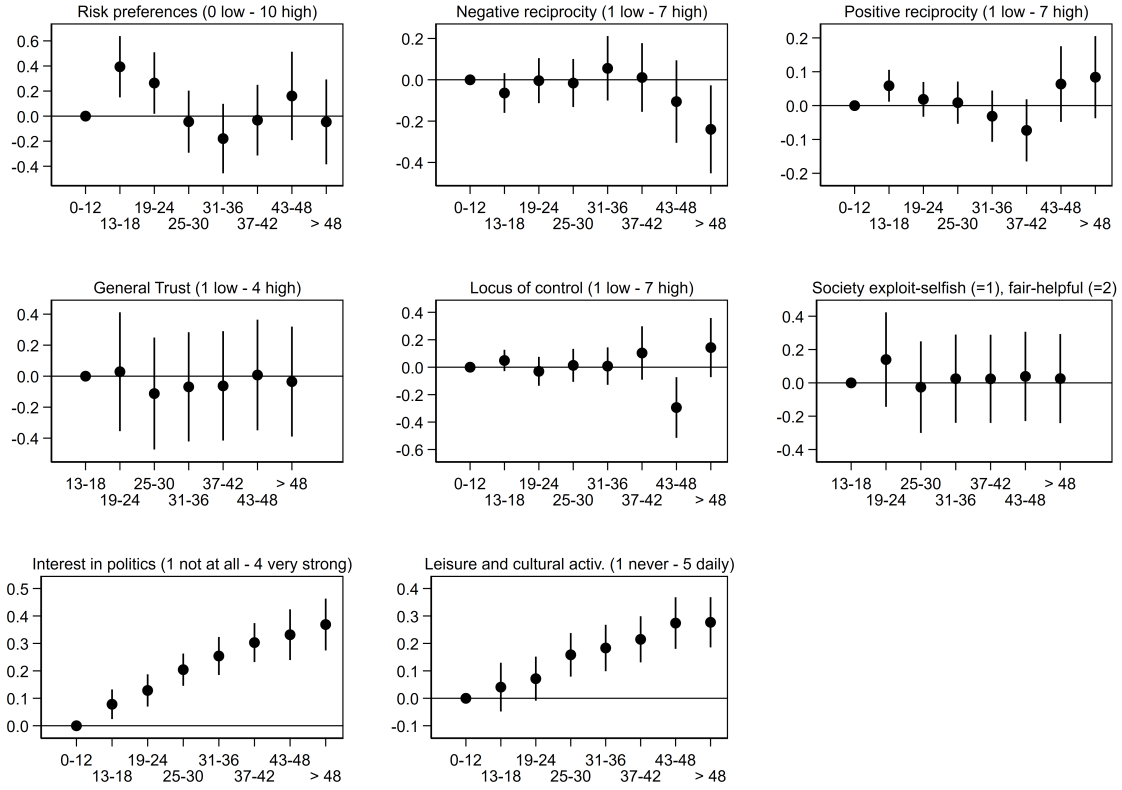 Risk preferences (0 low - 10 high)
0.6
0.4
0.2
0.0
-0.2
-0.4
0-12 19-24 31-36 43-48
13-18 25-30 37-42 > 48
Negative reciprocity (1 low - 7 high)
0.2
0.0
-0.2
-0.4
0-12 19-24 31-36 43-48
13-18 25-30 37-42 > 48
Positive reciprocity (1 low - 7 high)
0.2
0.1
0.0
-0.1
-0.2
0-12 19-24 31-36 43-48
13-18 25-30 37-42 > 48
General Trust (1 low - 4 high)
0.4
0.2
0.0
-0.2
-0.4
13-18 25-30 37-42 > 48
19-24 31-36 43-48
Locus of control (1 low - 7 high)
0.4
0.2
0.0
-0.2
-0.4
-0.6
0-12 19-24 31-36 43-48
13-18 25-30 37-42 > 48
Society exploit-selfish (=1), fair-helpful (=2)
0.4
0.2
0.0
-0.2
-0.4
13-18 25-30 37-42 > 48
19-24 31-36 43-48
Interest in politics (1 not at all - 4 very strong)
0.5
0.4
0.3
0.2
0.1
0.0
0-12 19-24 31-36 43-48
13-18 25-30 37-42 > 48
Leisure and cultural activ. (1 never - 5 daily)
0.4
0.3
0.2
0.1
0.0
-0.1
0-12 19-24 31-36 43-48
13-18 25-30 37-42 > 48